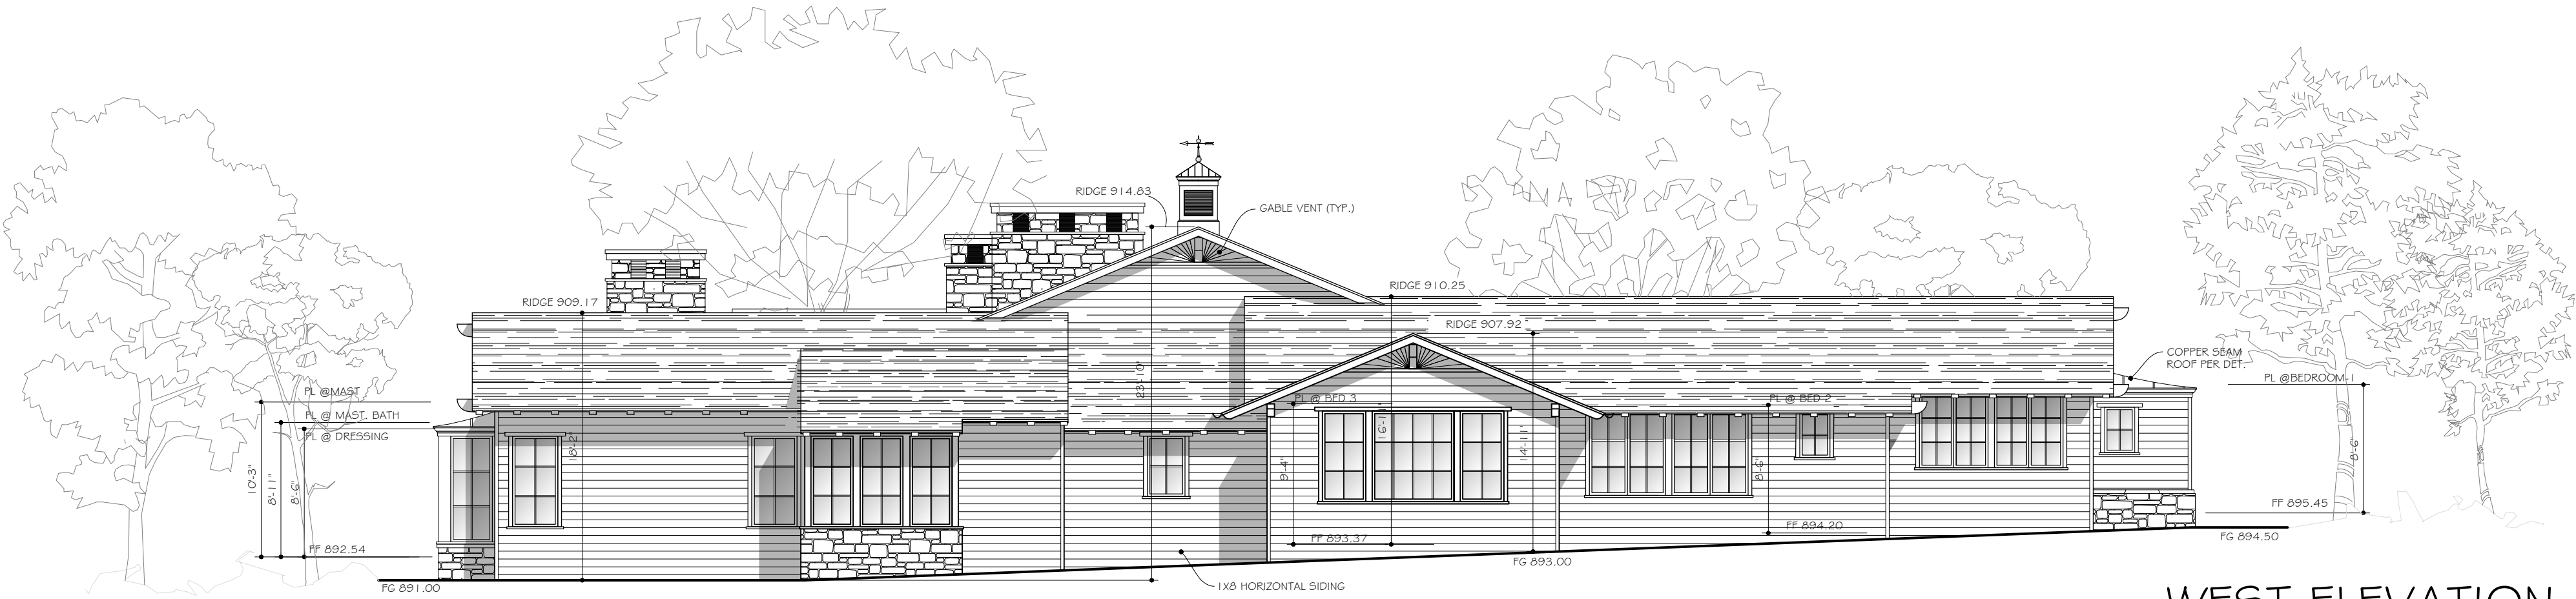 RIDGE 914.83
GABLE VENT (TYP.)
RIDGE 909.17
RIDGE 910.25
RIDGE 907.92
COPPER SEAM
ROOF PER DET.
PL @BEDROOM-1
PL @MAST
PL @ MAST. BATH
PL @ DRESSING
PL @ BED 3
PL @ BED 2
23'-10"
18'-2"
16'-11"
14'-11"
10'-3"
8'-11"
8'-6"
9'-4"
8'-6"
8'-6"
FF 892.54
FF 893.37
FF 894.20
FF 895.45
FG 891.00
FG 893.00
FG 894.50
1X8 HORIZONTAL SIDING
WEST ELEVATION